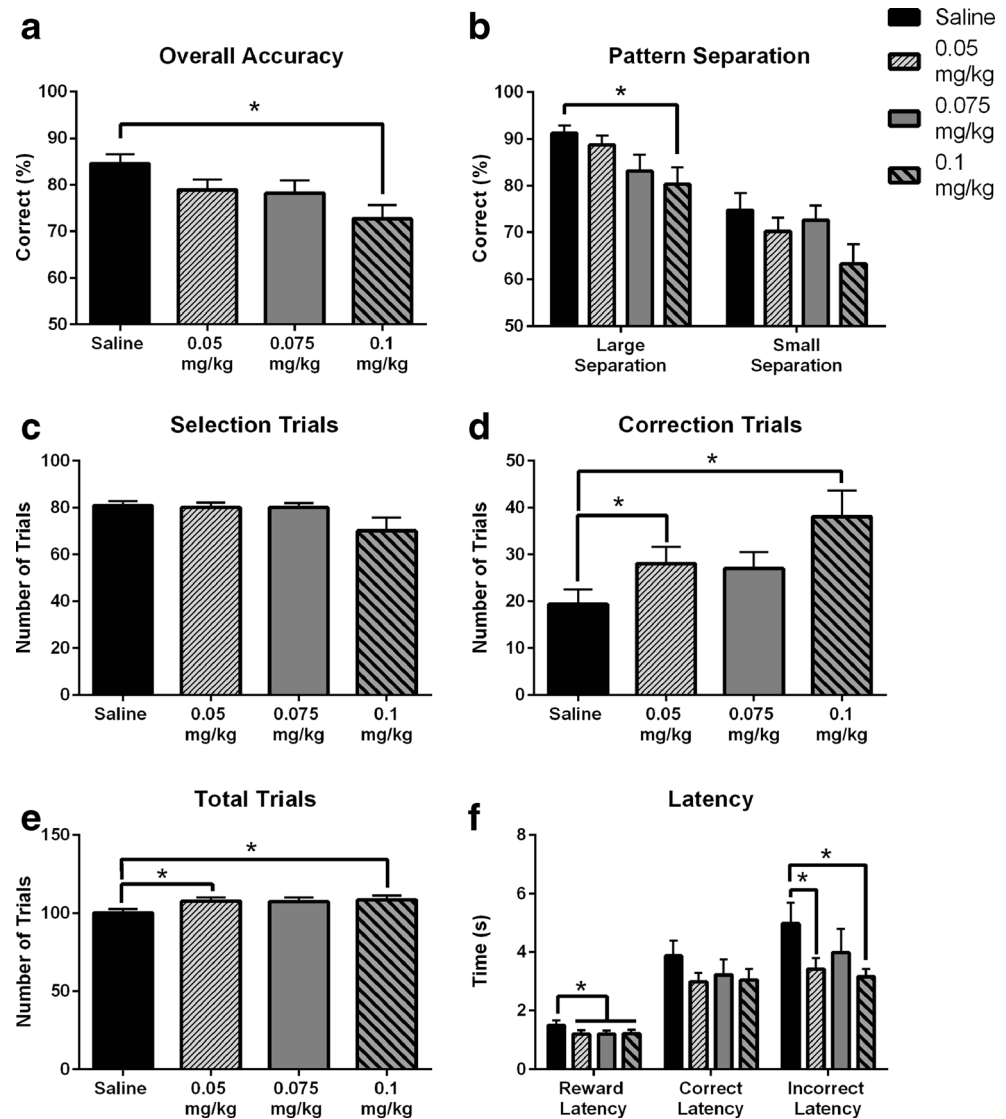 a
Overall Accuracy
Correct (%)
100
90
80
70
60
50
*
Saline
0.05
mg/kg
0.075
mg/kg
0.1
mg/kg
b
Pattern Separation
Correct (%)
100
90
80
70
60
50
*
Large
Separation
Small
Separation
Saline
0.05
mg/kg
0.075
mg/kg
0.1
mg/kg
c
Selection Trials
Number of Trials
100
80
60
40
20
0
Saline
0.05
mg/kg
0.075
mg/kg
0.1
mg/kg
d
Correction Trials
Number of Trials
50
40
30
20
10
0
*
*
Saline
0.05
mg/kg
0.075
mg/kg
0.1
mg/kg
e
Total Trials
Number of Trials
150
100
50
0
*
*
Saline
0.05
mg/kg
0.075
mg/kg
0.1
mg/kg
f
Latency
Time (s)
8
6
4
2
0
*
*
*
Reward
Latency
Correct
Latency
Incorrect
Latency